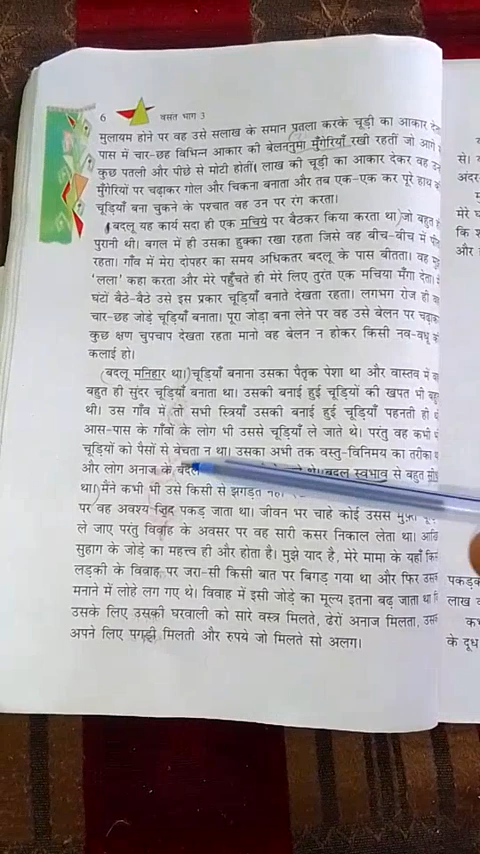 6 वसंत भाग 3
मुलायम होने पर वह उसे सलाख के समान पतला करके चूड़ी का आकार
पास में चार-छह विभिन्न आकार की बेलननुमा मुँगेरियाँ रखी रहतीं जो आगे
कुछ पतली और पीछे से मोटी होतीं। लाख की चूड़ी का आकार देकर वह
मुँगेरियों पर चढ़ाकर गोल और चिकना बनाता और तब एक-एक कर पूरे हाथ
चूड़ियाँ बना चुकने के पश्चात वह उन पर रंग करता।
बदलू यह कार्य सदा ही एक मचिये पर बैठकर किया करता था जो बहुत
पुरानी थी। बगल में ही उसका हुक्का रखा रहता जिसे वह बीच-बीच में
रहता। गाँव में मेरा दोपहर का समय अधिकतर बदलू के पास बीतता। वह
'लला' कहा करता और मेरे पहुँचते ही मेरे लिए तुरंत एक मचिया मँगा देता।
घंटों बैठे-बैठे उसे इस प्रकार चूड़ियाँ बनाते देखता रहता। लगभग रोज ही
चार-छह जोड़े चूड़ियाँ बनाता। पूरा जोड़ा बना लेने पर वह उसे बेलन पर
कुछ क्षण चुपचाप देखता रहता मानो वह बेलन न होकर किसी नव-वधू
कलाई हो।
(बदलू मनिहार था।) चूड़ियाँ बनाना उसका पैतृक पेशा था और वास्तव में
बहुत ही सुंदर चूड़ियाँ बनाता था। उसकी बनाई हुई चूड़ियों की खपत भी
थी। उस गाँव में तो सभी स्त्रियाँ उसकी बनाई हुई चूड़ियाँ पहनती ही
आस-पास के गाँवों के लोग भी उससे चूड़ियाँ ले जाते थे। परंतु वह कभी
चूड़ियों को पैसों से बेचता न था। उसका अभी तक वस्तु-विनिमय का तरीका
और लोग अनाज के बदले थे। बदलू स्वभाव से बहुत
था। मैंने कभी भी उसे किसी से झगड़ते नहीं
पर वह अवश्य ज़िद पकड़ जाता था। जीवन भर चाहे कोई उससे
ले जाए परंतु विवाह के अवसर पर वह सारी कसर निकाल लेता था।
सुहाग के जोड़े का महत्त्व ही और होता है। मुझे याद है, मेरे मामा के यहाँ
लड़की के विवाह पर जरा-सी किसी बात पर बिगड़ गया था और फिर
मनाने में लोहे लग गए थे। विवाह में इसी जोड़े का मूल्य इतना बढ़ जाता था
उसके लिए उसकी घरवाली को सारे वस्त्र मिलते, ढेरों अनाज मिलता,
अपने लिए पगड़ी मिलती और रुपये जो मिलते सो अलग।
से।
अंदर
मेरे
कि
और
लाख
के दूध